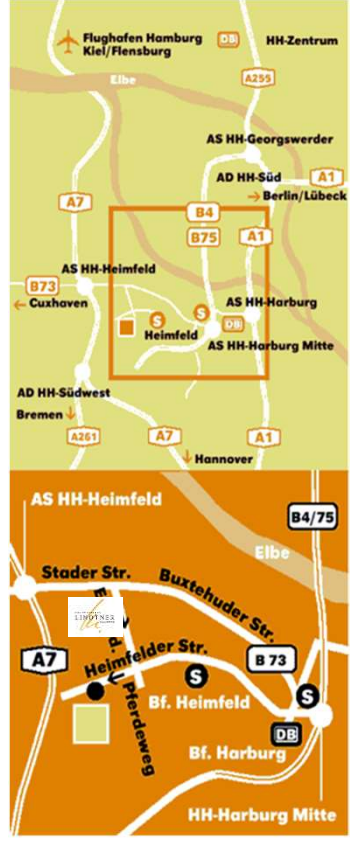 Flughafen Hamburg
Kiel/Flensburg
DB
HH-Zentrum
Elbe
A255
AS HH-Georgswerder
AD HH-Süd
A1
→ Berlin/Lübeck
A7
B4
B75
A1
AS HH-Heimfeld
B73
← Cuxhaven
AS HH-Harburg
S
S
DB
Heimfeld
AS HH-Harburg Mitte
AD HH-Südwest
Bremen ↓
A261
A7
A1
↓ Hannover
AS HH-Heimfeld
B4/75
Elbe
Stader Str.
Buxtehuder Str.
LINDTNER
A7
Heimfelder Str.
B 73
S
S
Pferdeweg
Bf. Heimfeld
DB
Bf. Harburg
HH-Harburg Mitte